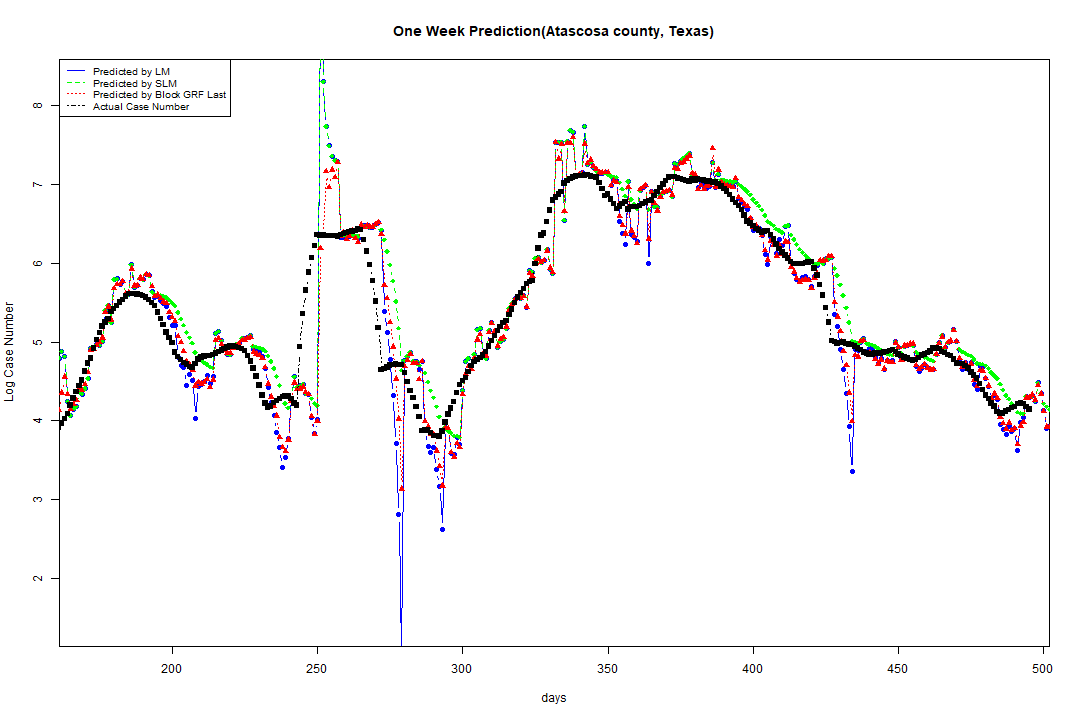 One Week Prediction(Atascosa county, Texas)
Predicted by LM
Predicted by SLM
Predicted by Block GRF Last
Actual Case Number
Log Case Number
8
7
6
5
4
3
2
200 250 300 350 400 450 500
days